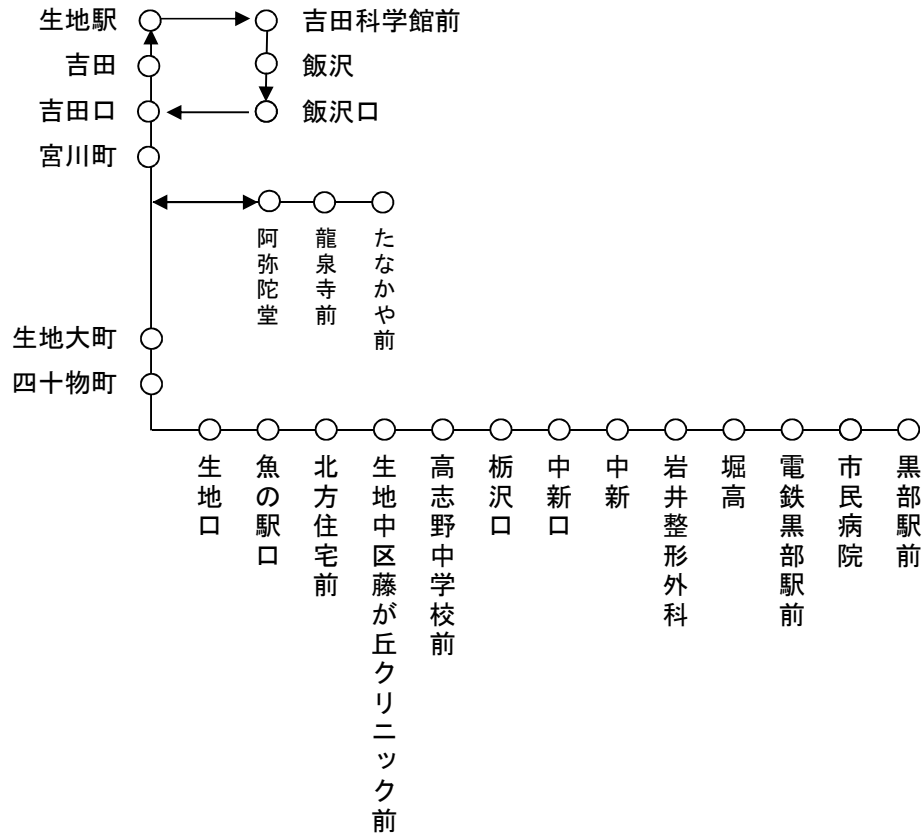 生地駅
吉田科学館前
吉田
飯沢
吉田口
飯沢口
宮川町
阿弥陀堂
龍泉寺前
たなかや前
生地大町
四十物町
生地口
魚の駅口
北方住宅前
生地中区藤が丘クリニック前
高志野中学校前
栃沢口
中新口
中新
岩井整形外科
堀高
電鉄黒部駅前
市民病院
黒部駅前